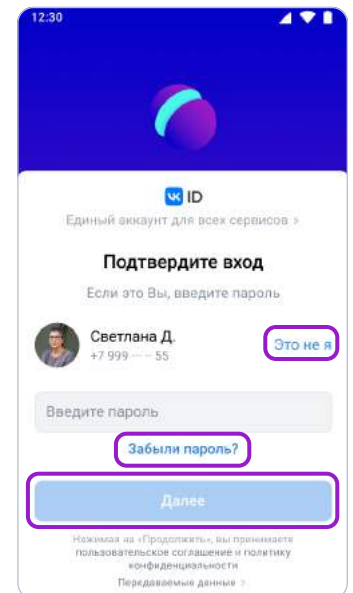 12:30
VK ID
Единый аккаунт для всех сервисов >
Подтвердите вход
Если это Вы, введите пароль
Светлана Д.
Это не я
+7 999 ··· ·· 55
Введите пароль
Забыли пароль?
Далее
Нажимая на «Продолжить», вы принимаете
пользовательское соглашение и политику
конфиденциальности
Передаваемые данные >